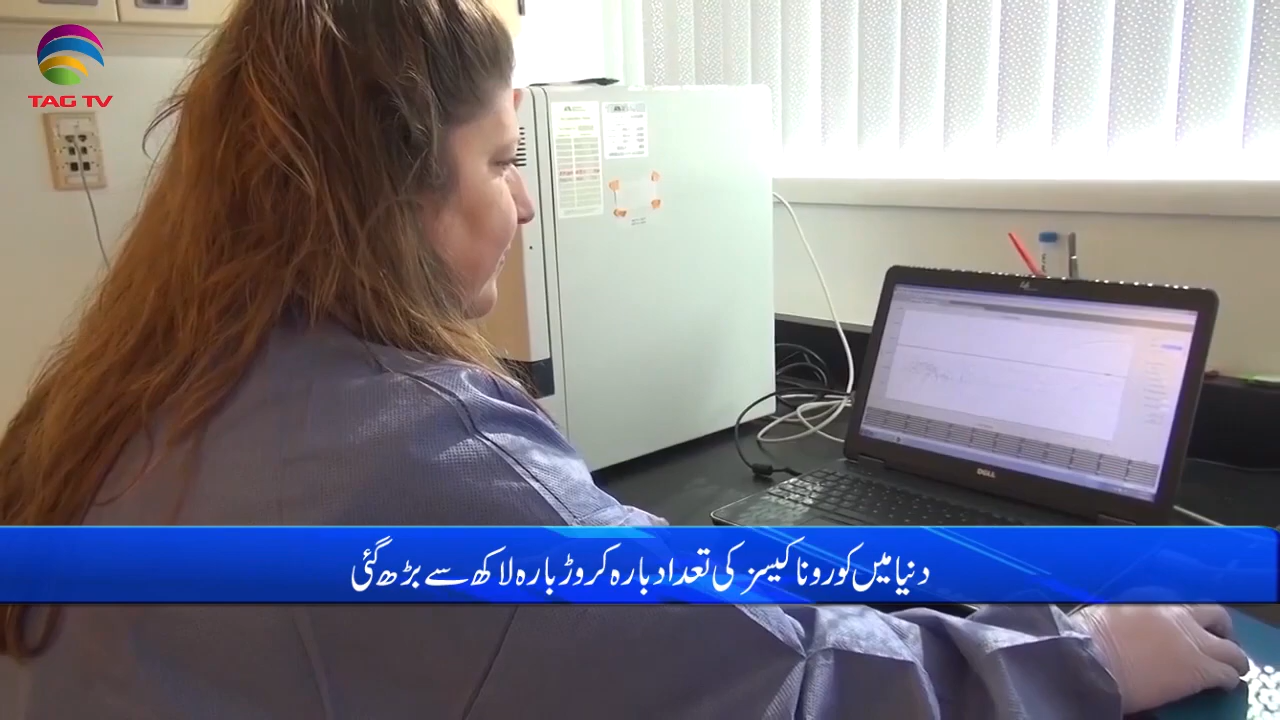 TAG TV
دنیا میں کورونا کیسز کی تعداد بارہ کروڑ بارہ لاکھ سے بڑھ گئی
DELL